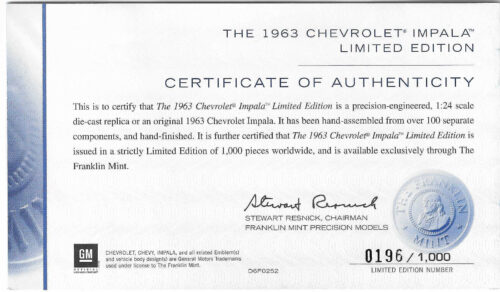 THE 1963 CHEVROLET® IMPALA™
LIMITED EDITION
CERTIFICATE OF AUTHENTICITY
This is to certify that The 1963 Chevrolet® Impala™ Limited Edition is a precision-engineered, 1:24 scale
die-cast replica or an original 1963 Chevrolet Impala. It has been hand-assembled from over 100 separate
components, and hand-finished. It is further certified that The 1963 Chevrolet® Impala™ Limited Edition is
issued in a strictly Limited Edition of 1,000 pieces worldwide, and is available exclusively through The
Franklin Mint.
Stewart Resnick
STEWART RESNICK, CHAIRMAN
FRANKLIN MINT PRECISION MODELS
THE FRANKLIN
MINT
GM
OFFICIAL
CHEVROLET, CHEVY, IMPALA, and all related Emblem(s)
and vehicle body design(s) are General Motors Trademarks
used under license to The Franklin Mint.
D6F0252
0196/1,000
LIMITED EDITION NUMBER